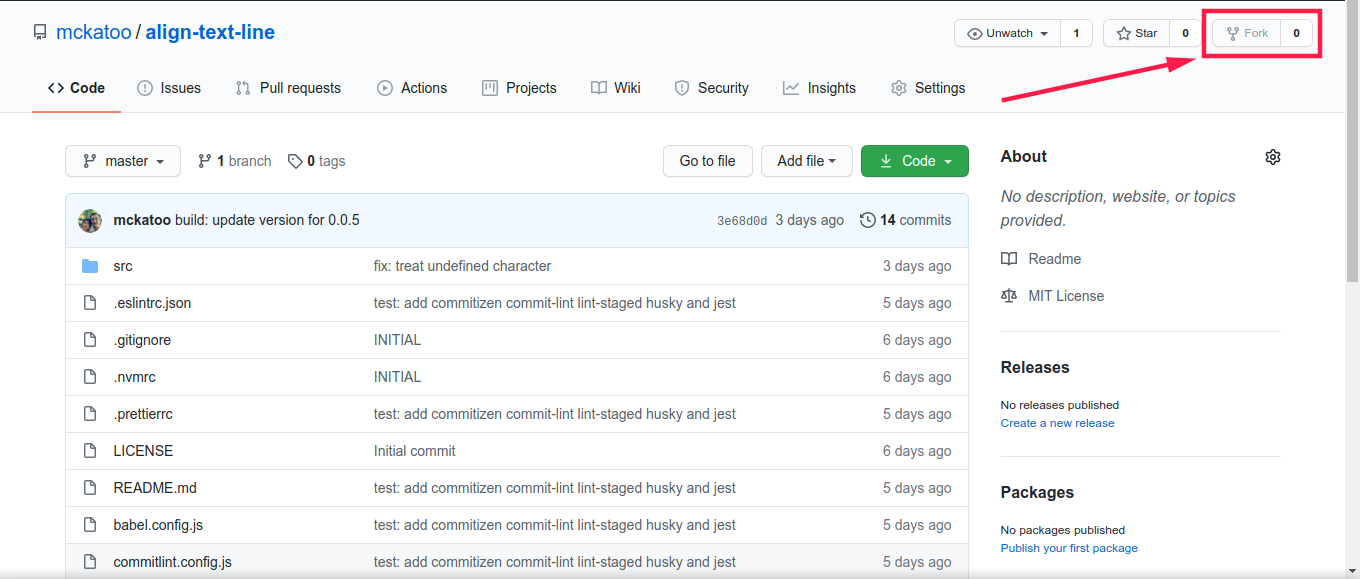 mckatoo / align-text-line
Unwatch 1 Star 0 Fork 0
Code Issues Pull requests Actions Projects Wiki Security Insights Settings
master 1 branch 0 tags Go to file Add file Code
mckatoo build: update version for 0.0.5 3e68d0d 3 days ago 14 commits
src fix: treat undefined character 3 days ago
.eslintrc.json test: add commitizen commit-lint lint-staged husky and jest 5 days ago
.gitignore INITIAL 6 days ago
.nvmrc INITIAL 6 days ago
.prettierrc test: add commitizen commit-lint lint-staged husky and jest 5 days ago
LICENSE Initial commit 6 days ago
README.md test: add commitizen commit-lint lint-staged husky and jest 5 days ago
babel.config.js test: add commitizen commit-lint lint-staged husky and jest 5 days ago
commitlint.config.js test: add commitizen commit-lint lint-staged husky and jest 5 days ago
About
No description, website, or topics
provided.
Readme
MIT License
Releases
No releases published
Create a new release
Packages
No packages published
Publish your first package